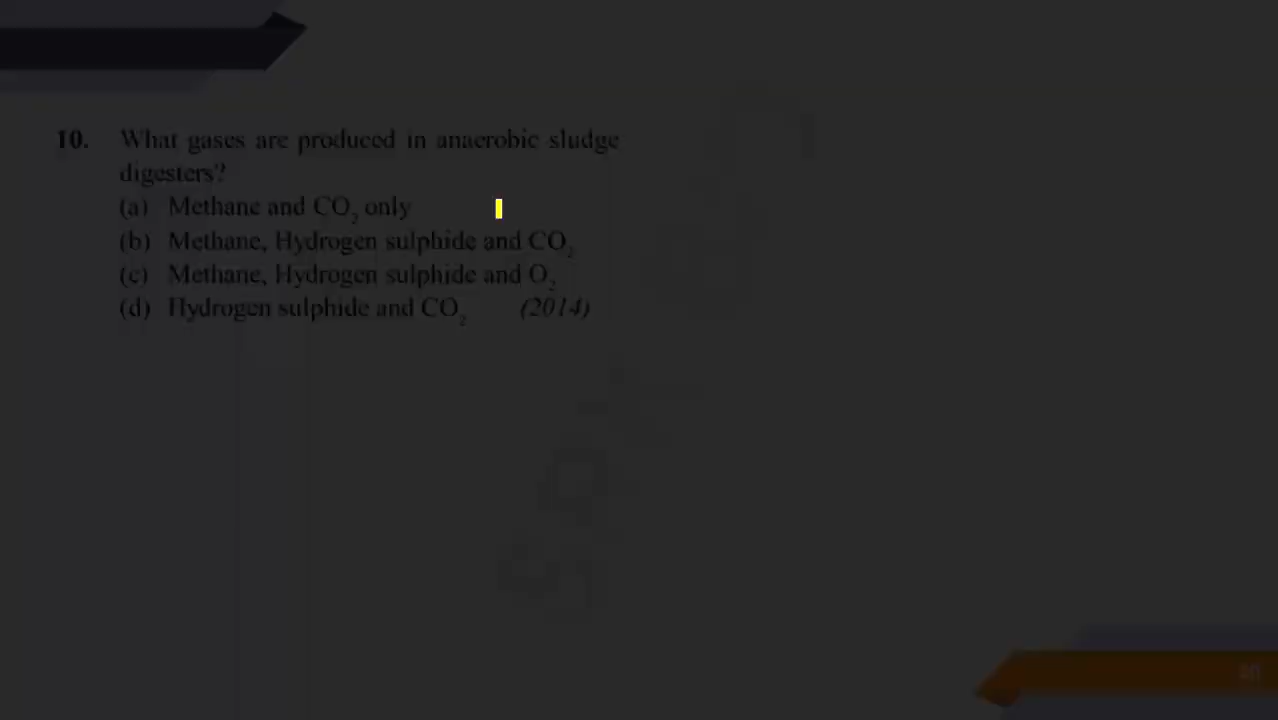 10. What gases are produced in anaerobic sludge
digesters?
(a) Methane and CO₂ only
(b) Methane, Hydrogen sulphide and CO₂
(c) Methane, Hydrogen sulphide and O₂
(d) Hydrogen sulphide and CO₂ (2014)